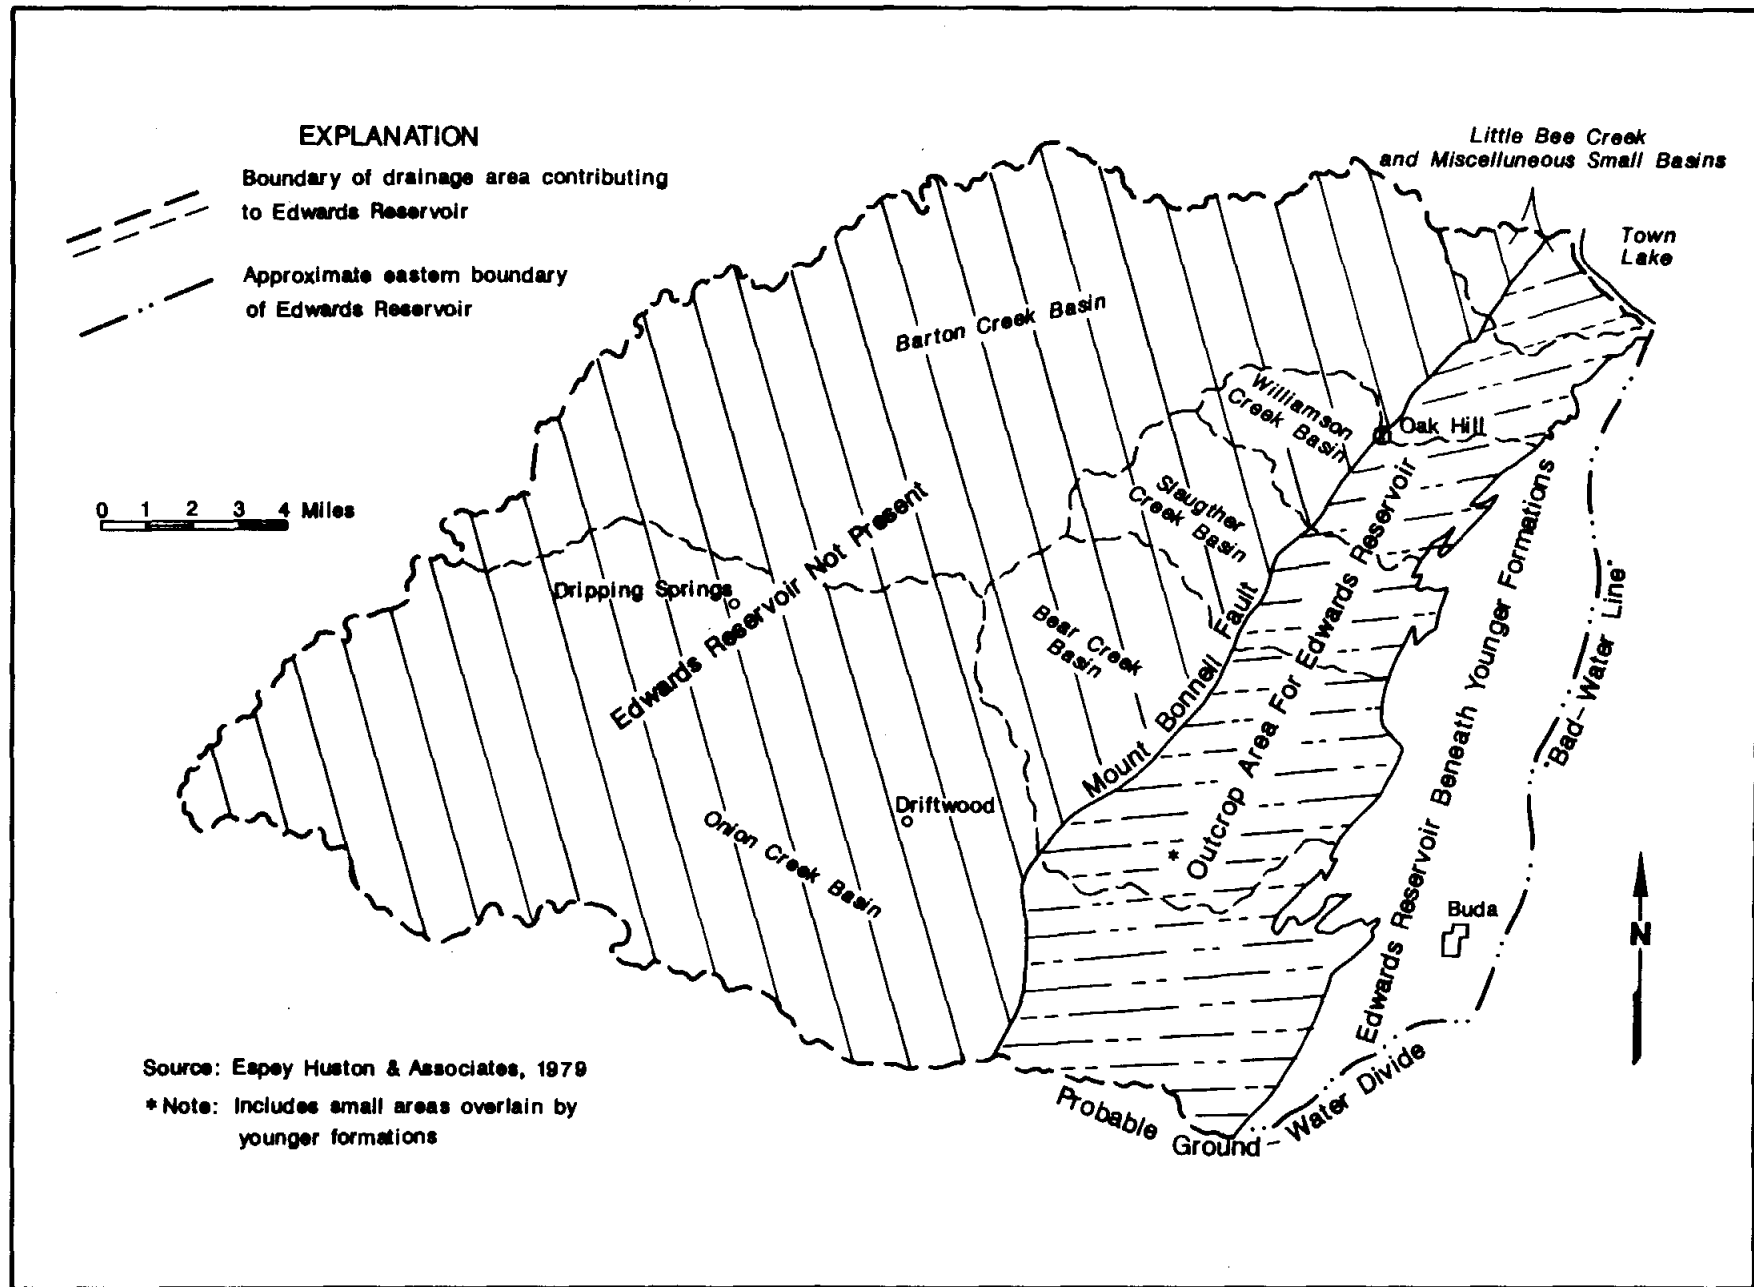 EXPLANATION
Boundary of drainage area contributing
to Edwards Reservoir
Approximate eastern boundary
of Edwards Reservoir
Little Bee Creek
and Miscelluneous Small Basins
Town
Lake
Barton Creek Basin
Williamson
Creek Basin
Oak Hill
Slaugther
Creek Basin
0 1 2 3 4 Miles
Dripping Springs
Edwards Reservoir Not Present
Bear Creek
Basin
Mount Bonnell Fault
* Outcrop Area For Edwards Reservoir
Edwards Reservoir Beneath Younger Formations
"Bad-Water Line"
Driftwood
Onion Creek Basin
Buda
N
Probable Ground-Water Divide
Source: Espey Huston & Associates, 1979
* Note: Includes small areas overlain by
younger formations